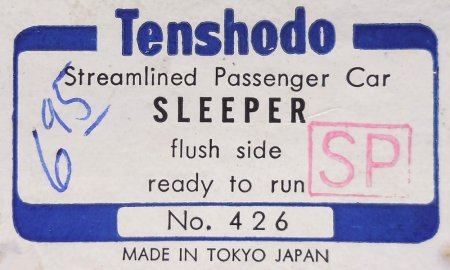 Tenshodo
Streamlined Passenger Car
SLEEPER
flush side
ready to run
SP
No. 426
MADE IN TOKYO JAPAN
695